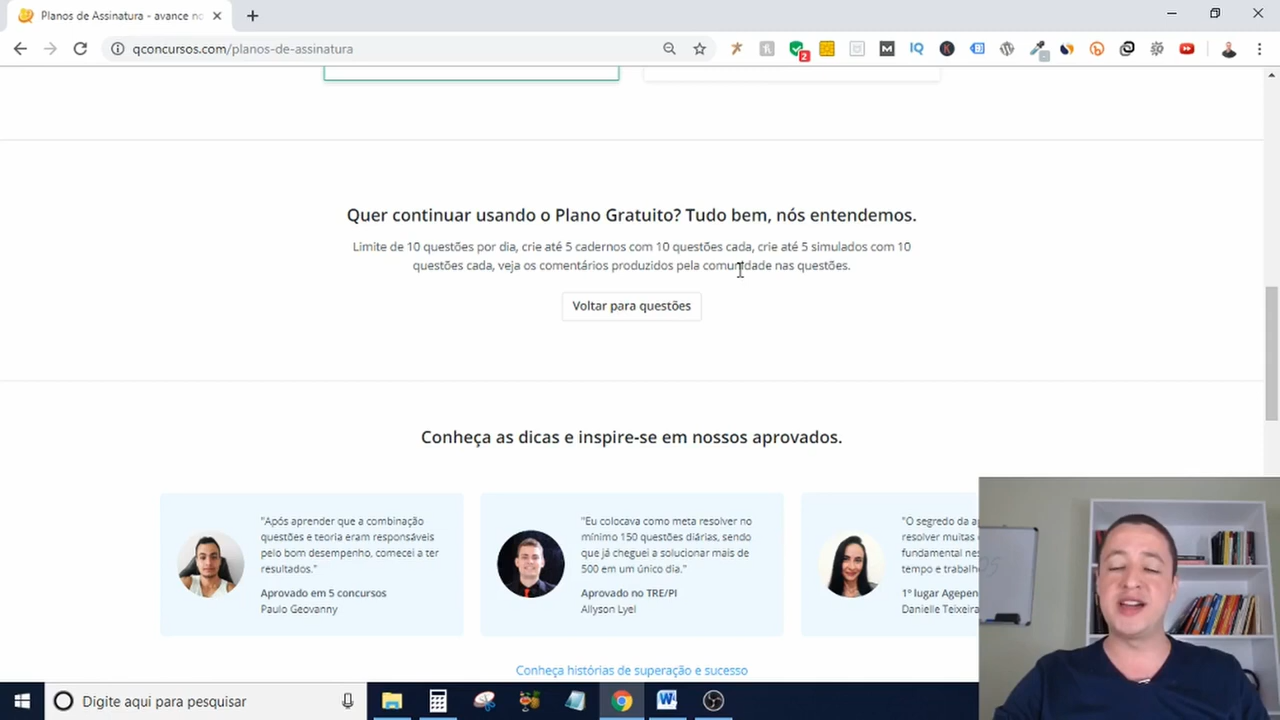 Planos de Assinatura - avance no
qconcursos.com/planos-de-assinatura
2
M
IQ
K
Quer continuar usando o Plano Gratuito? Tudo bem, nós entendemos.
Limite de 10 questões por dia, crie até 5 cadernos com 10 questões cada, crie até 5 simulados com 10
questões cada, veja os comentários produzidos pela comunidade nas questões.
Voltar para questões
Conheça as dicas e inspire-se em nossos aprovados.
"Após aprender que a combinação
questões e teoria eram responsáveis
pelo bom desempenho, comecei a ter
resultados."
Aprovado em 5 concursos
Paulo Geovanny
"Eu colocava como meta resolver no
mínimo 150 questões diárias, sendo
que já cheguei a solucionar mais de
500 em um único dia."
Aprovado no TRE/PI
Allyson Lyel
"O segredo da a
resolver muitas
fundamental nes
tempo e trabalh
1º lugar Agepen
Danielle Teixeira
Conheça histórias de superação e sucesso
Digite aqui para pesquisar